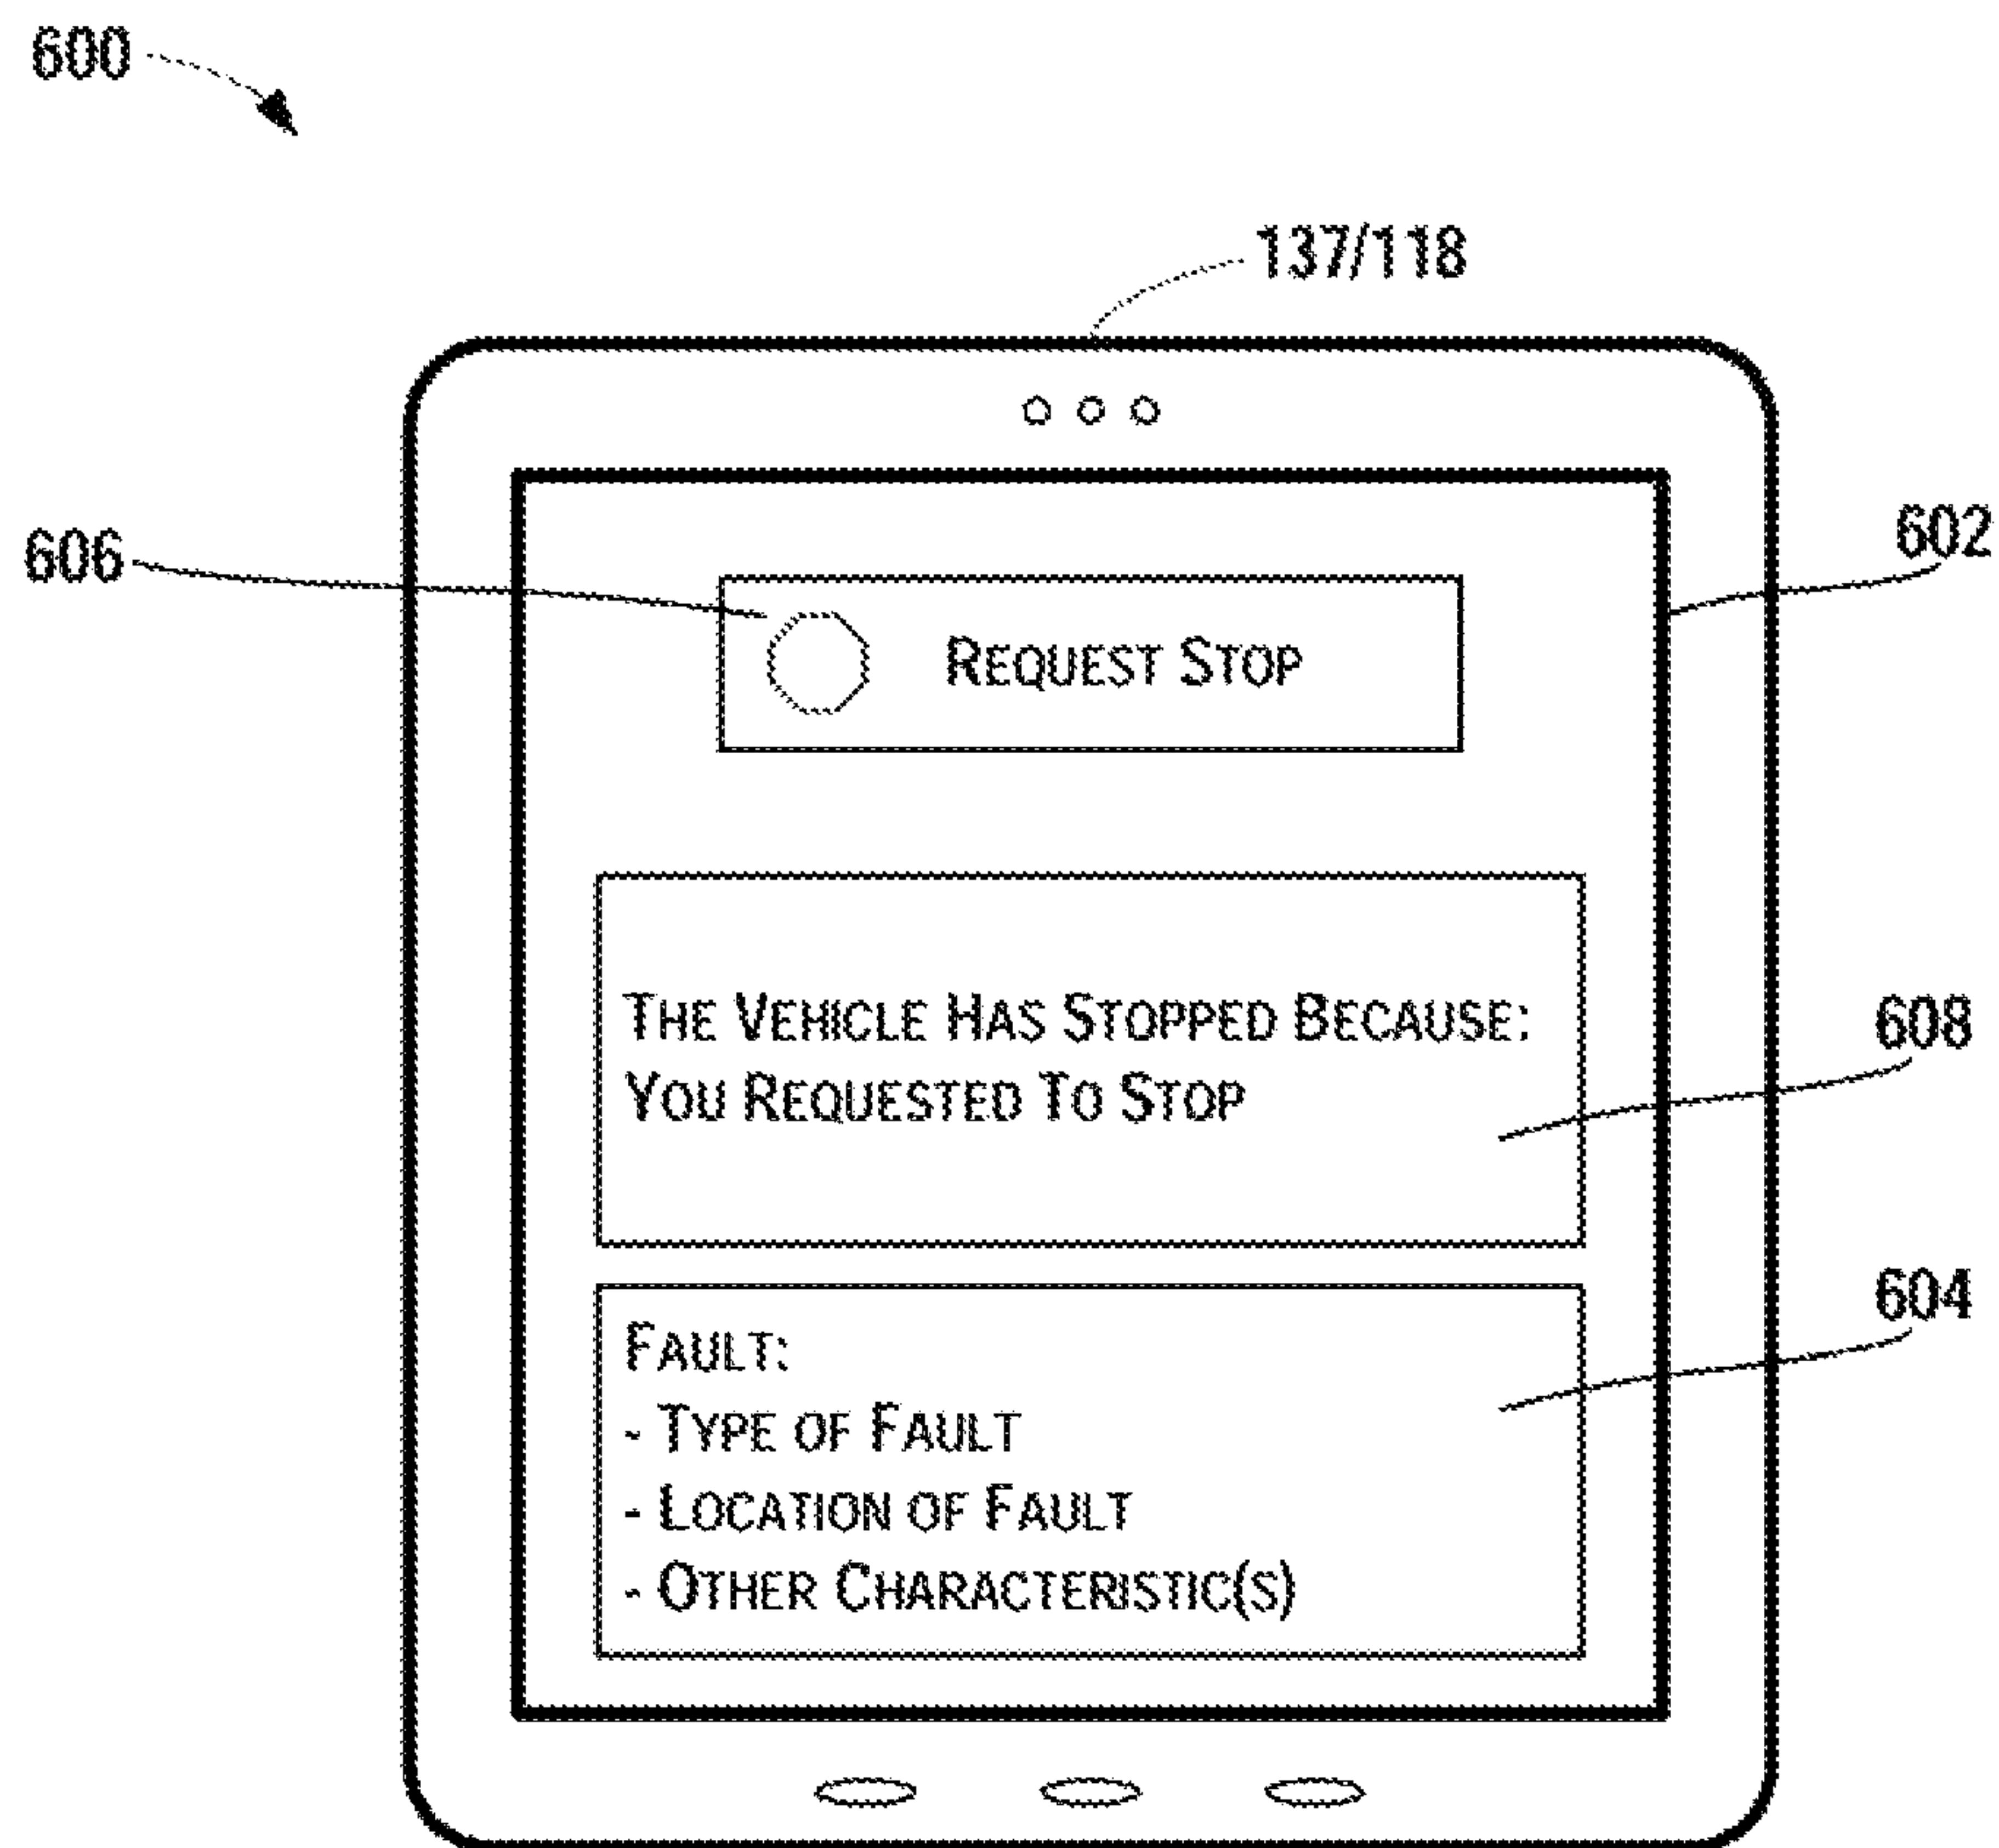 600
137/118
602
606
REQUEST STOP
THE VEHICLE HAS STOPPED BECAUSE:
YOU REQUESTED TO STOP
608
604
FAULT:
- TYPE OF FAULT
- LOCATION OF FAULT
- OTHER CHARACTERISTIC(S)